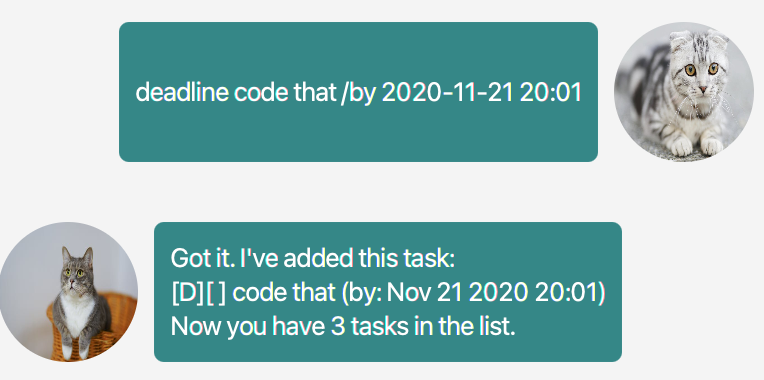 deadline code that /by 2020-11-21 20:01
Got it. I've added this task:
[D][ ] code that (by: Nov 21 2020 20:01)
Now you have 3 tasks in the list.